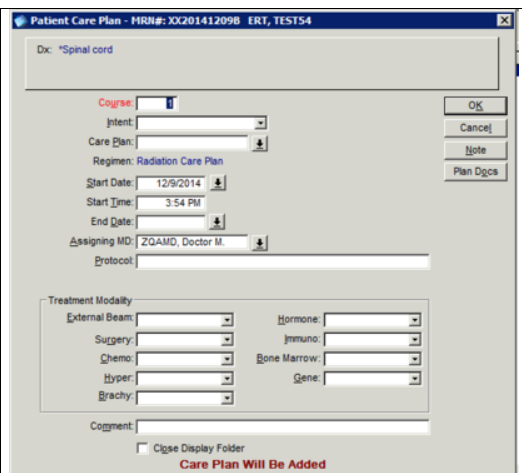 Patient Care Plan - MRN#: XX20141209B ERT, TEST54
Dx: *Spinal cord
Course: 1
OK
Intent:
Cancel
Care Plan:
Note
Regimen: Radiation Care Plan
Plan Docs
Start Date: 12/9/2014
Start Time: 3:54 PM
End Date:
Assigning MD: ZQAMD, Doctor M.
Protocol:
Treatment Modality
External Beam: Hormone:
Surgery: Immuno:
Chemo: Bone Marrow:
Hyper: Gene:
Brachy:
Comment:
Close Display Folder
Care Plan Will Be Added